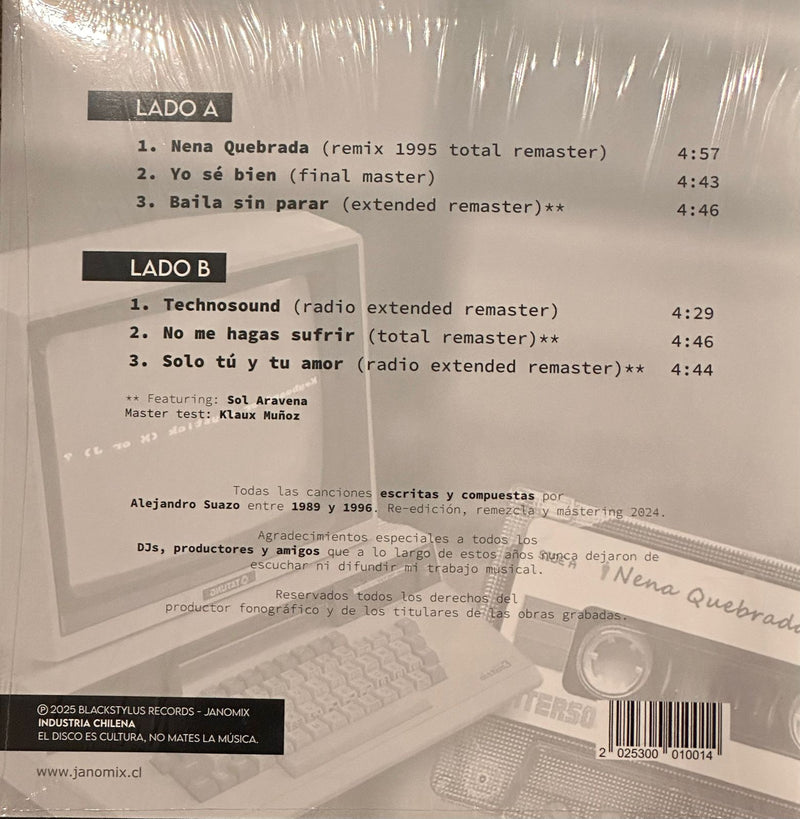 LADO A
1. Nena Quebrada (remix 1995 total remaster) 4:57
2. Yo sé bien (final master) 4:43
3. Baila sin parar (extended remaster)** 4:46
LADO B
1. Technosound (radio extended remaster) 4:29
2. No me hagas sufrir (total remaster)** 4:46
3. Solo tú y tu amor (radio extended remaster)** 4:44
** Featuring: Sol Aravena
Master test: Klaux Muñoz
Todas las canciones escritas y compuestas por
Alejandro Suazo entre 1989 y 1996. Re-edición, remezcla y mástering 2024.
Agradecimientos especiales a todos los
DJs, productores y amigos que a lo largo de estos años nunca dejaron de
escuchar ni difundir mi trabajo musical.
Reservados todos los derechos del
productor fonográfico y de los titulares de las obras grabadas.
SIDE A
Nena Quebrada
℗ 2025 BLACKSTYLUS RECORDS - JANOMIX
INDUSTRIA CHILENA
EL DISCO ES CULTURA, NO MATES LA MÚSICA.
www.janomix.cl
2 025300 010014